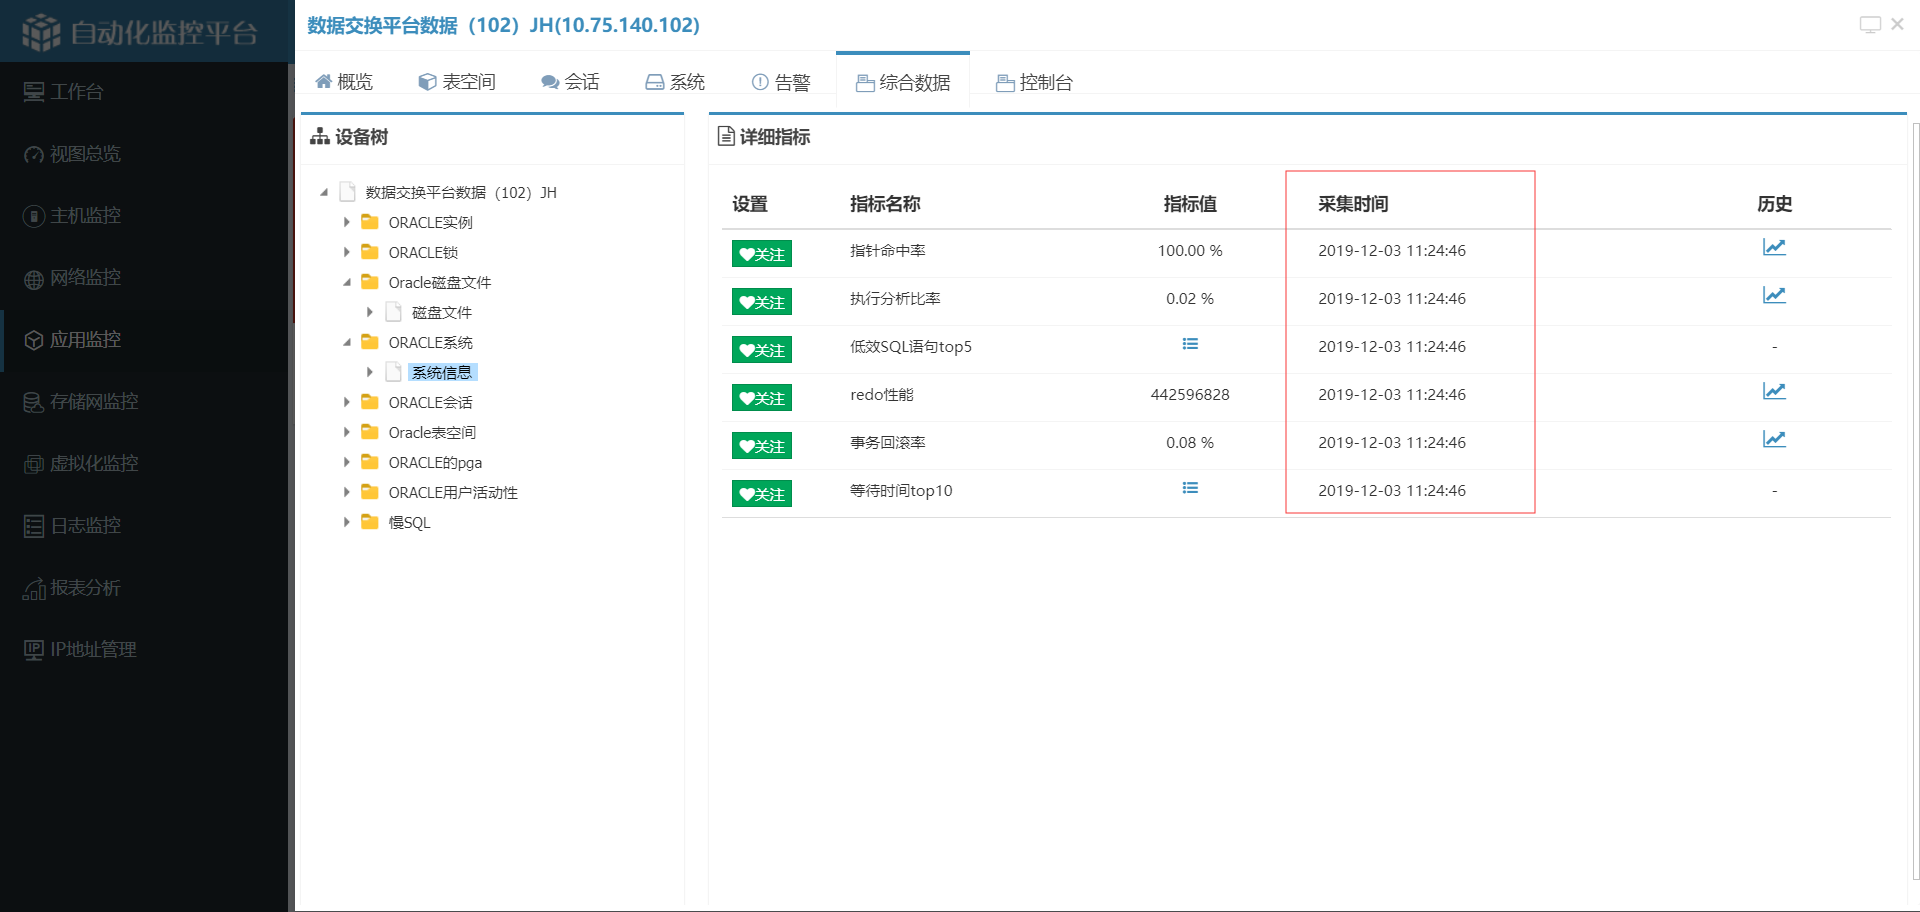 自动化监控平台
工作台
视图总览
主机监控
网络监控
应用监控
存储网监控
虚拟化监控
日志监控
报表分析
IP地址管理
数据交换平台数据（102）JH(10.75.140.102)
概览 表空间 会话 系统 告警 综合数据 控制台
设备树
数据交换平台数据（102）JH
ORACLE实例
ORACLE锁
Oracle磁盘文件
磁盘文件
ORACLE系统
系统信息
ORACLE会话
Oracle表空间
ORACLE的pga
ORACLE用户活动性
慢SQL
详细指标
设置 指标名称 指标值 采集时间 历史
关注 指针命中率 100.00 % 2019-12-03 11:24:46
关注 执行分析比率 0.02 % 2019-12-03 11:24:46
关注 低效SQL语句top5 2019-12-03 11:24:46 -
关注 redo性能 442596828 2019-12-03 11:24:46
关注 事务回滚率 0.08 % 2019-12-03 11:24:46
关注 等待时间top10 2019-12-03 11:24:46 -